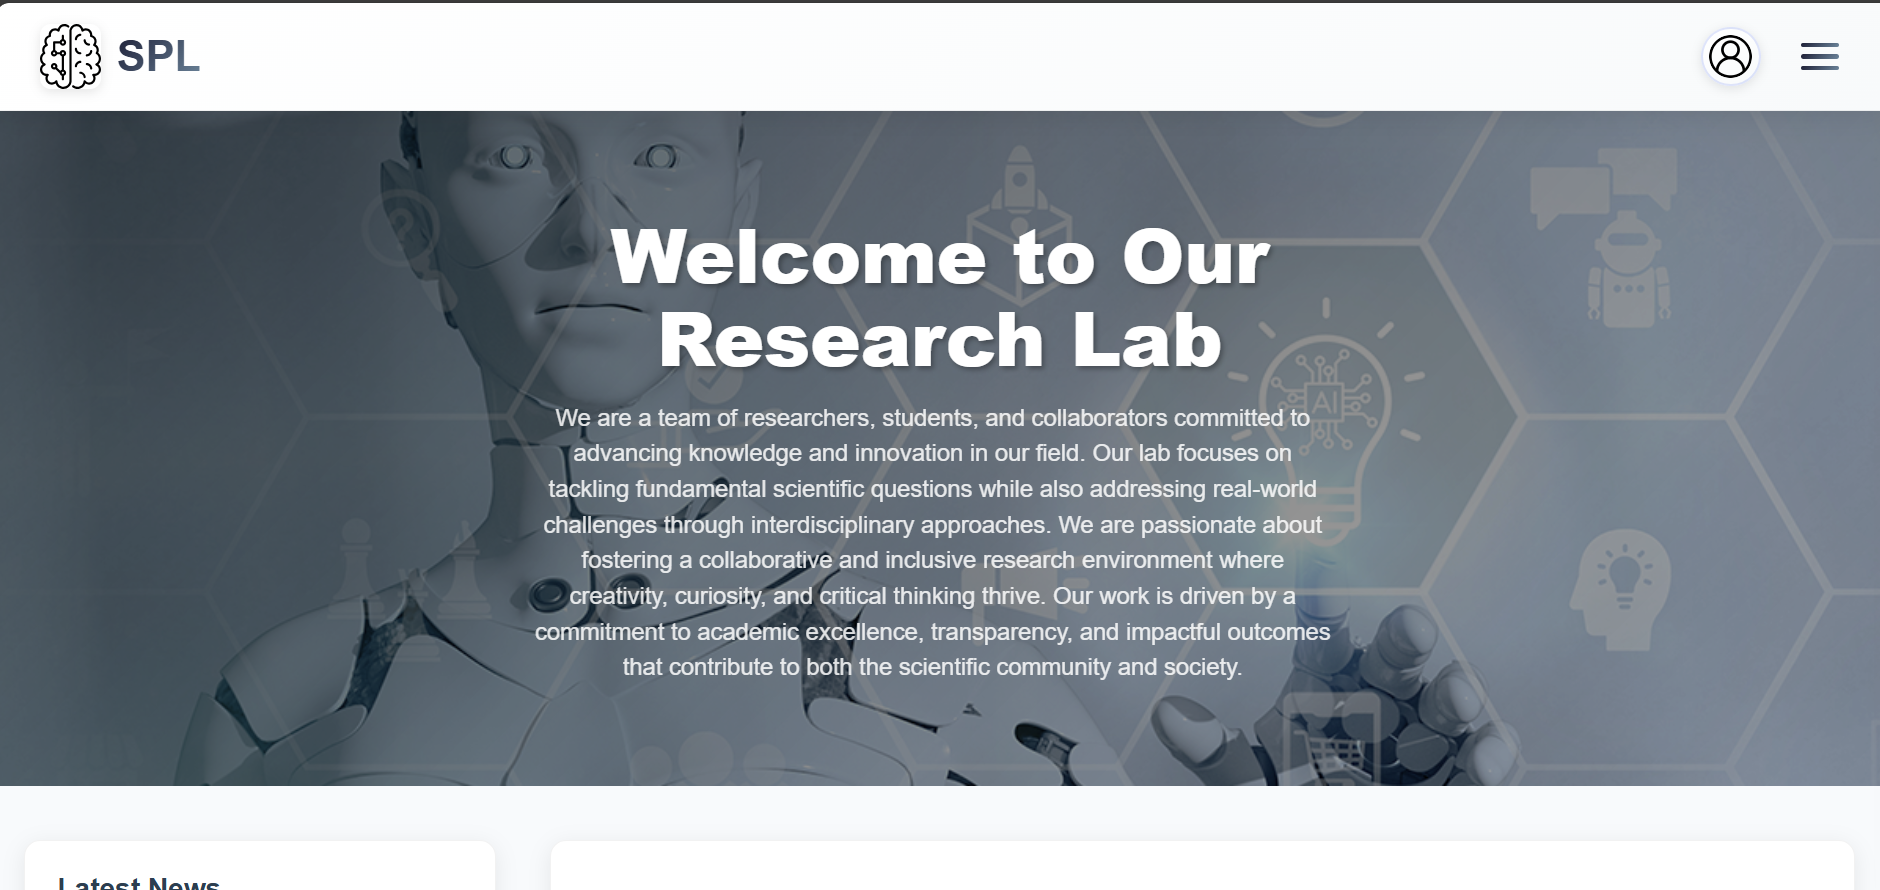 SPL
Welcome to Our
Research Lab
We are a team of researchers, students, and collaborators committed to
advancing knowledge and innovation in our field. Our lab focuses on
tackling fundamental scientific questions while also addressing real-world
challenges through interdisciplinary approaches. We are passionate about
fostering a collaborative and inclusive research environment where
creativity, curiosity, and critical thinking thrive. Our work is driven by a
commitment to academic excellence, transparency, and impactful outcomes
that contribute to both the scientific community and society.
AI
Latest News